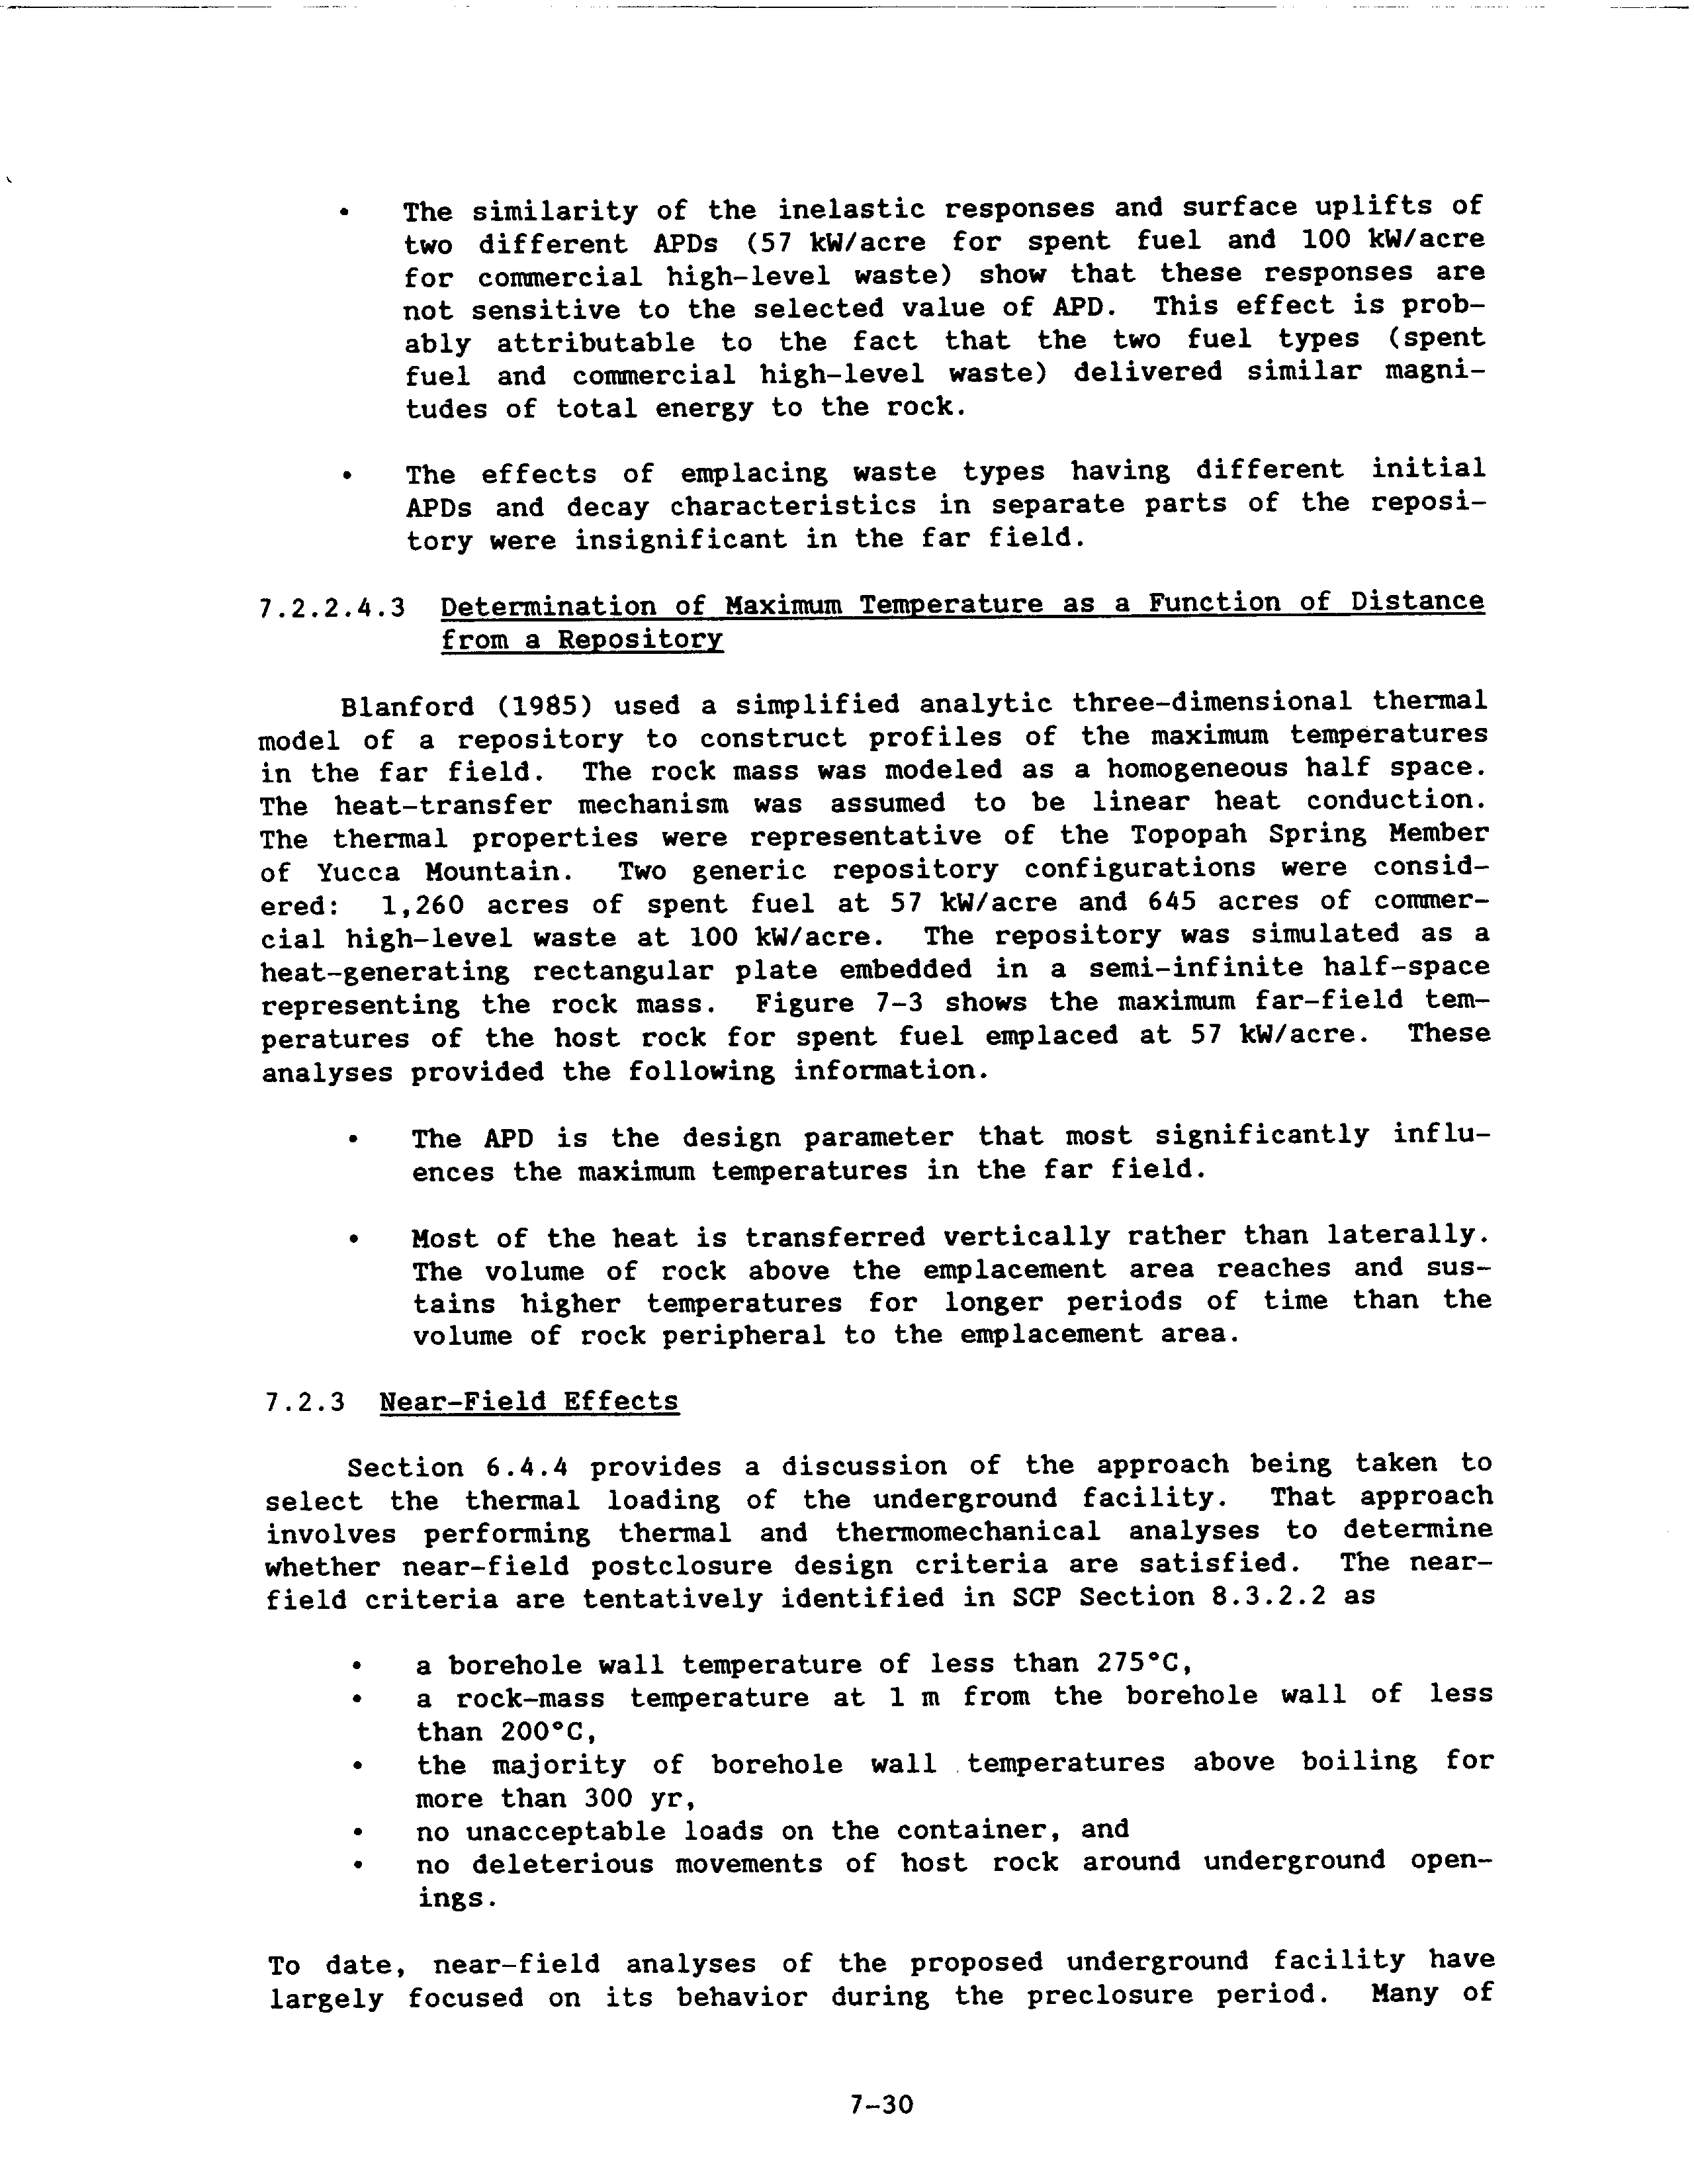 • The similarity of the inelastic responses and surface uplifts of
two different APDs (57 kW/acre for spent fuel and 100 kW/acre
for commercial high-level waste) show that these responses are
not sensitive to the selected value of APD. This effect is prob-
ably attributable to the fact that the two fuel types (spent
fuel and commercial high-level waste) delivered similar magni-
tudes of total energy to the rock.
• The effects of emplacing waste types having different initial
APDs and decay characteristics in separate parts of the reposi-
tory were insignificant in the far field.
7.2.2.4.3 Determination of Maximum Temperature as a Function of Distance
from a Repository
Blanford (1985) used a simplified analytic three-dimensional thermal
model of a repository to construct profiles of the maximum temperatures
in the far field. The rock mass was modeled as a homogeneous half space.
The heat-transfer mechanism was assumed to be linear heat conduction.
The thermal properties were representative of the Topopah Spring Member
of Yucca Mountain. Two generic repository configurations were consid-
ered: 1,260 acres of spent fuel at 57 kW/acre and 645 acres of commer-
cial high-level waste at 100 kW/acre. The repository was simulated as a
heat-generating rectangular plate embedded in a semi-infinite half-space
representing the rock mass. Figure 7-3 shows the maximum far-field tem-
peratures of the host rock for spent fuel emplaced at 57 kW/acre. These
analyses provided the following information.
• The APD is the design parameter that most significantly influ-
ences the maximum temperatures in the far field.
• Most of the heat is transferred vertically rather than laterally.
The volume of rock above the emplacement area reaches and sus-
tains higher temperatures for longer periods of time than the
volume of rock peripheral to the emplacement area.
7.2.3 Near-Field Effects
Section 6.4.4 provides a discussion of the approach being taken to
select the thermal loading of the underground facility. That approach
involves performing thermal and thermomechanical analyses to determine
whether near-field postclosure design criteria are satisfied. The near-
field criteria are tentatively identified in SCP Section 8.3.2.2 as
• a borehole wall temperature of less than 275°C,
• a rock-mass temperature at 1 m from the borehole wall of less
than 200°C,
• the majority of borehole wall temperatures above boiling for
more than 300 yr,
• no unacceptable loads on the container, and
• no deleterious movements of host rock around underground open-
ings.
To date, near-field analyses of the proposed underground facility have
largely focused on its behavior during the preclosure period. Many of
7-30